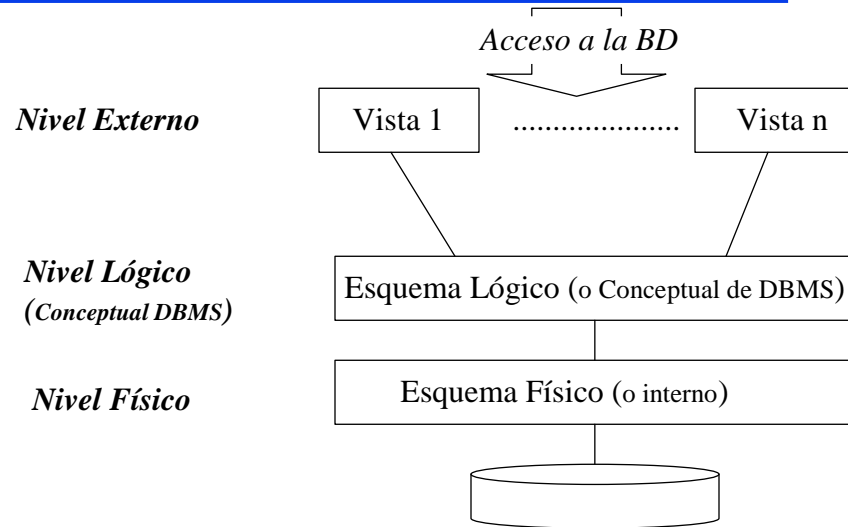 Acceso a la BD
Nivel Externo
Vista 1 ..................... Vista n
Nivel Lógico
(Conceptual DBMS)
Esquema Lógico (o Conceptual de DBMS)
Nivel Físico
Esquema Físico (o interno)